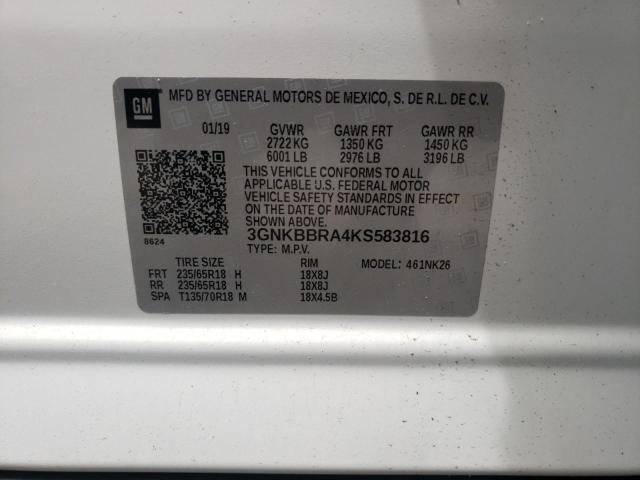 GM MFD BY GENERAL MOTORS DE MEXICO, S. DE R.L. DE C.V.
01/19 GVWR GAWR FRT GAWR RR
2722 KG 1350 KG 1450 KG
6001 LB 2976 LB 3196 LB
THIS VEHICLE CONFORMS TO ALL
APPLICABLE U.S. FEDERAL MOTOR
VEHICLE SAFETY STANDARDS IN EFFECT
ON THE DATE OF MANUFACTURE
SHOWN ABOVE.
8624 3GNKBBRA4KS583816
TYPE: M.P.V.
TIRE SIZE RIM MODEL: 461NK26
FRT 235/65R18 H 18X8J
RR 235/65R18 H 18X8J
SPA T135/70R18 M 18X4.5B